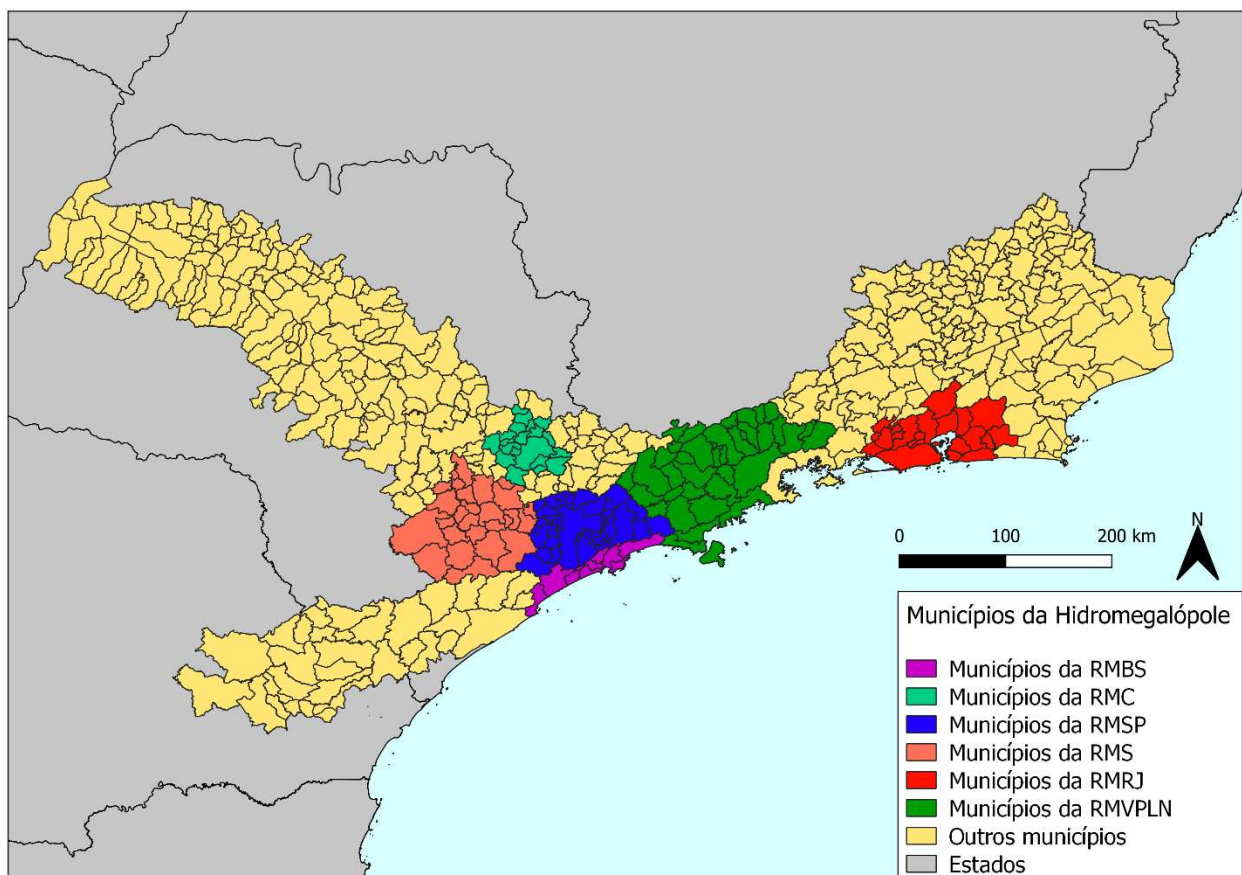 N
0 100 200 km
Municípios da Hidromegalópole
Municípios da RMBS
Municípios da RMC
Municípios da RMSP
Municípios da RMS
Municípios da RMRJ
Municípios da RMVPLN
Outros municípios
Estados